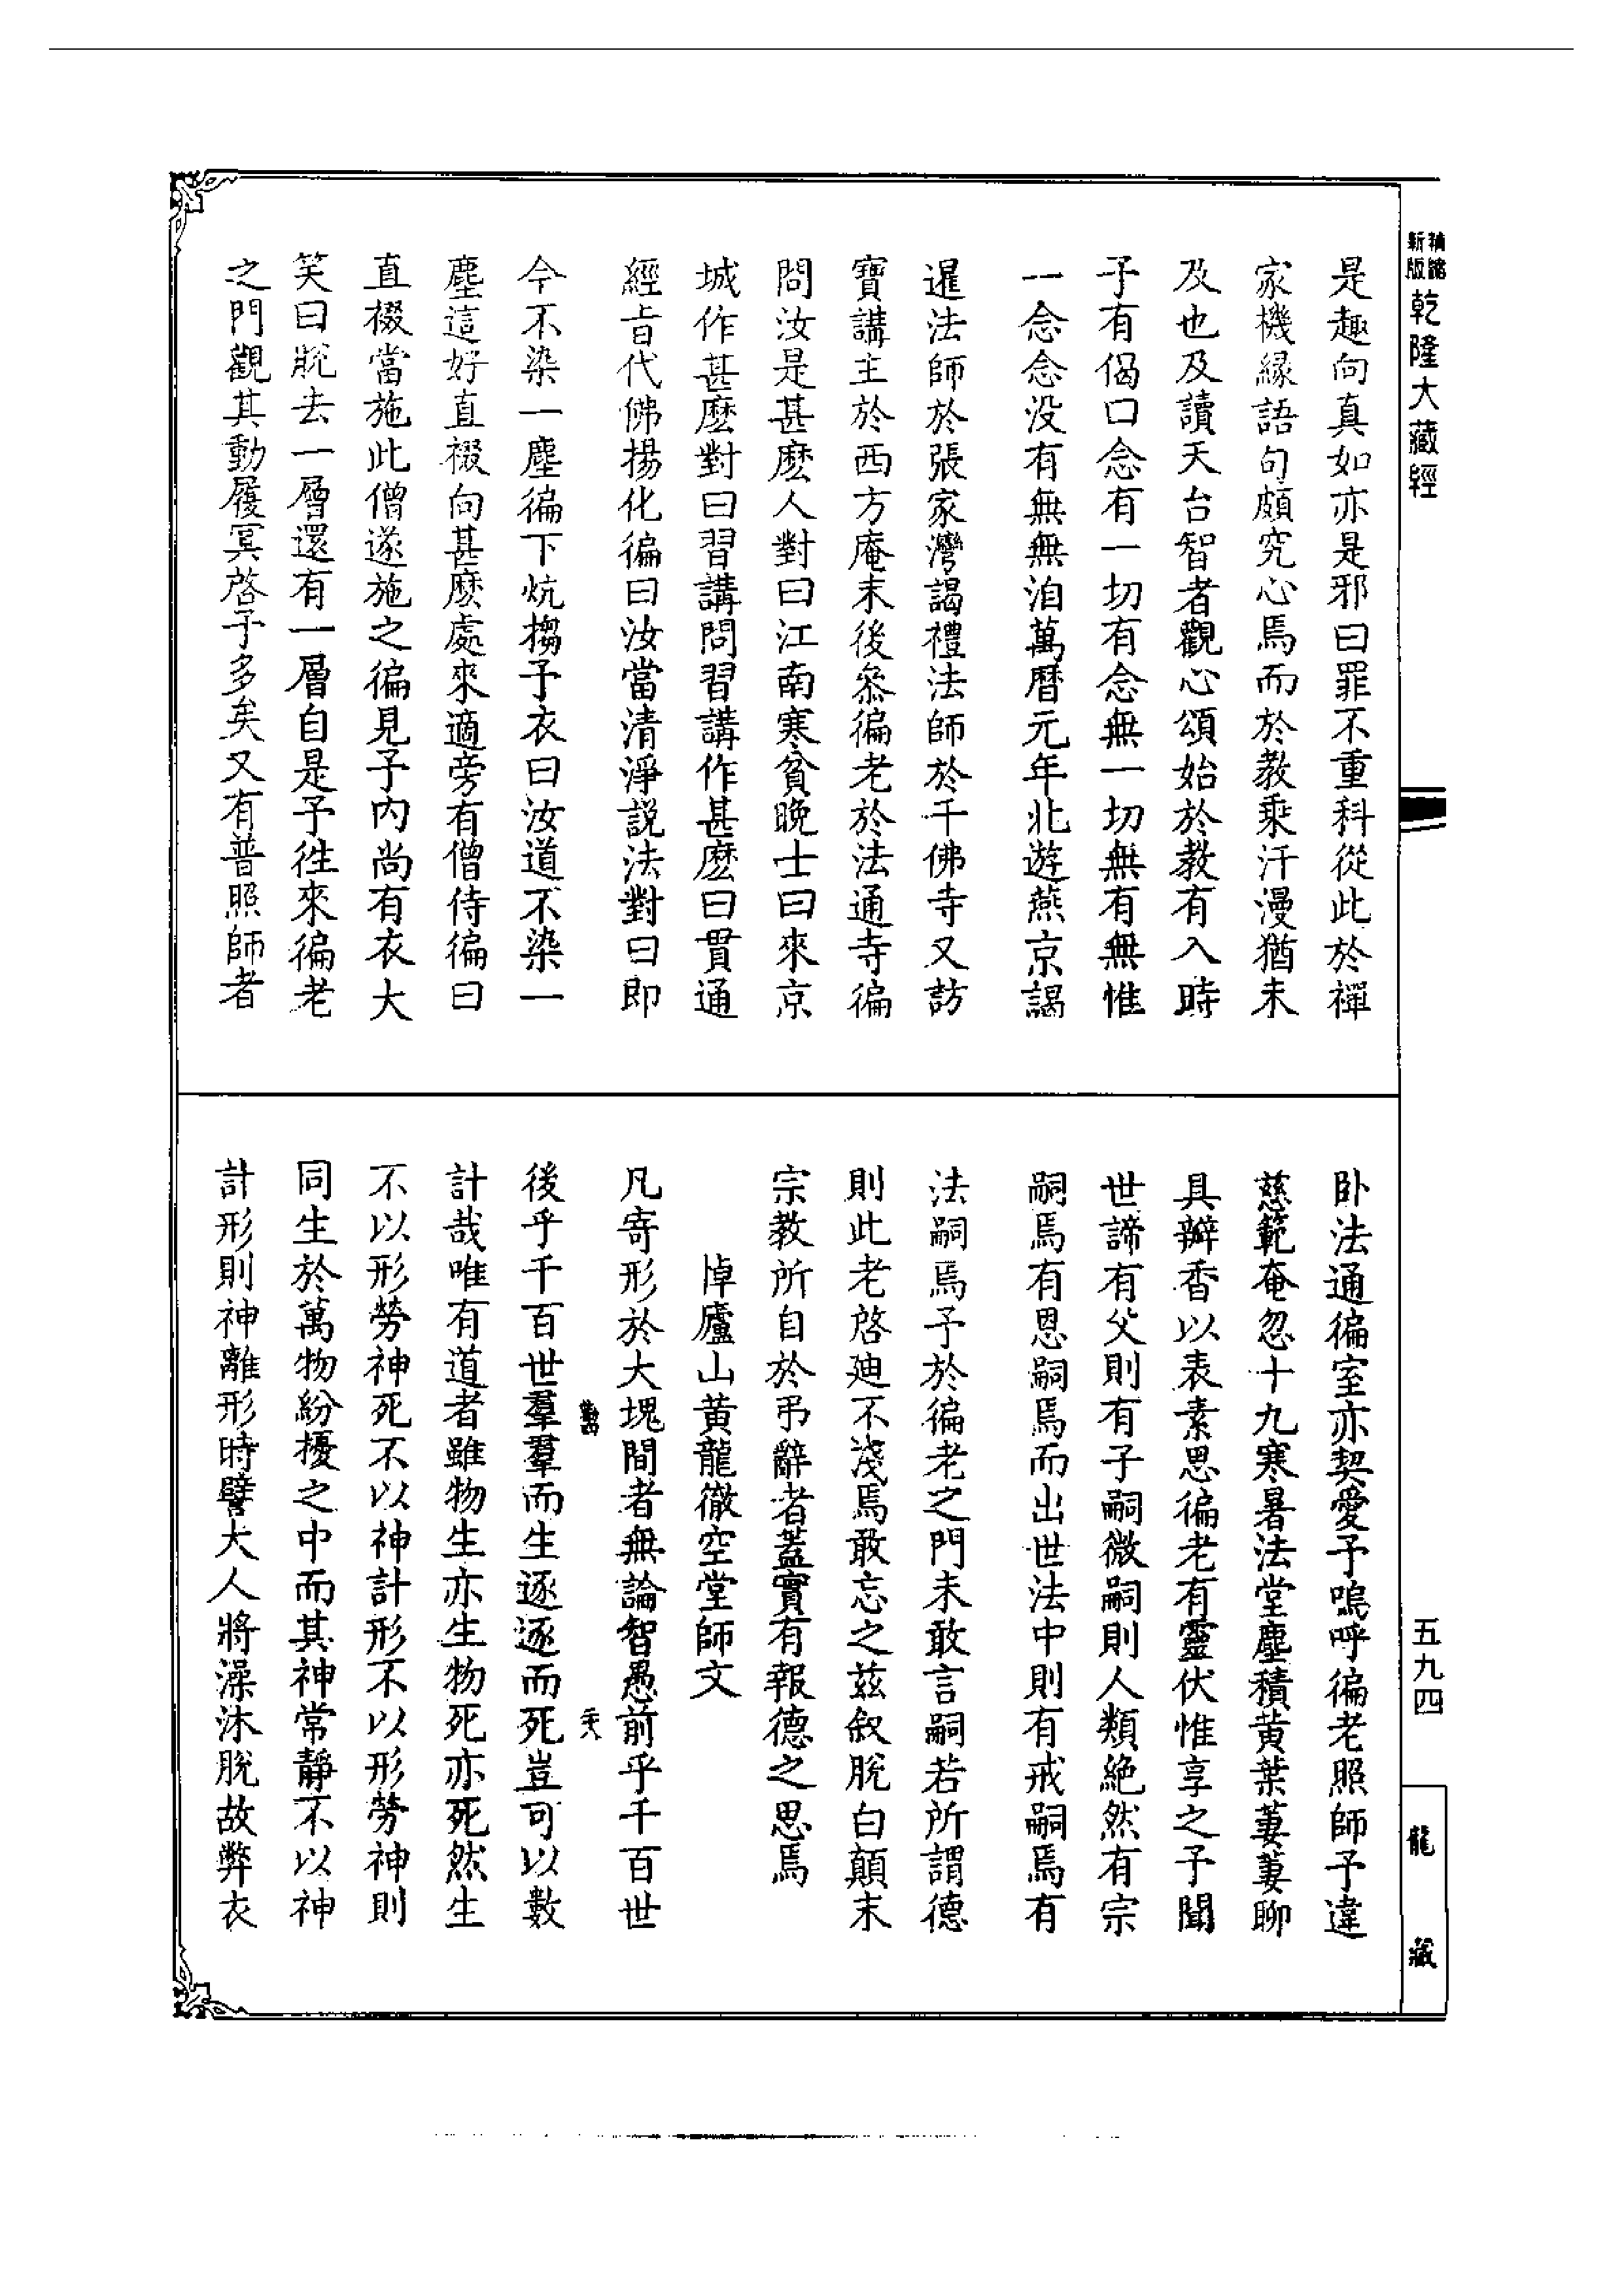 精縮新版乾隆大藏經
是趣向真如亦是邪曰罪不重科從此於禪
家機緣語句頗究心焉而於教乘汗漫猶未
及也及讀天台智者觀心頌始於教有入時
予有偈曰念有一切有念無一切無有無惟
一念念没有無無洎萬曆元年北遊燕京謁
暹法師於張家灣謁禮法師於千佛寺又訪
寶講主於西方庵末後叅徧老於法通寺徧
問汝是甚麽人對曰江南寒貧晚士曰來京
城作甚麽對曰習講問習講作甚麽曰貫通
經旨代佛揚化徧曰汝當清淨説法對曰即
今不染一塵徧下炕搊予衣曰汝道不染一
塵這好直裰向甚麽處來適旁有僧侍徧曰
直裰當施此僧遂施之徧見予内尚有衣大
笑曰脱去一層還有一層自是予徃來徧老
之門觀其動履冥啓予多矣又有普照師者
卧法通徧室亦契愛予嗚呼徧老照師予違
慈範奄忽十九寒暑法堂塵積黄葉萋萋聊
具辦香以表素思徧老有靈伏惟享之予聞
世諦有父則有子嗣微嗣則人類絶然有宗
嗣焉有恩嗣焉而出世法中則有戒嗣焉有
法嗣焉予於徧老之門未敢言嗣若所謂德
則此老啓廸不淺焉敢忘之兹叙脱白顛末
宗教所自於弔辭者蓋實有報德之思焉
悼廬山黄龍徹空堂師文
凡寄形於大塊間者無論智愚前乎千百世
後乎千百世羣羣而生逐逐而死豈可以數
計哉唯有道者雖物生亦生物死亦死然生
不以形勞神死不以神計形不以形勞神則
同生於萬物紛擾之中而其神常靜不以神
計形則神離形時譬大人將澡沐脱故弊衣
五九四
龍藏